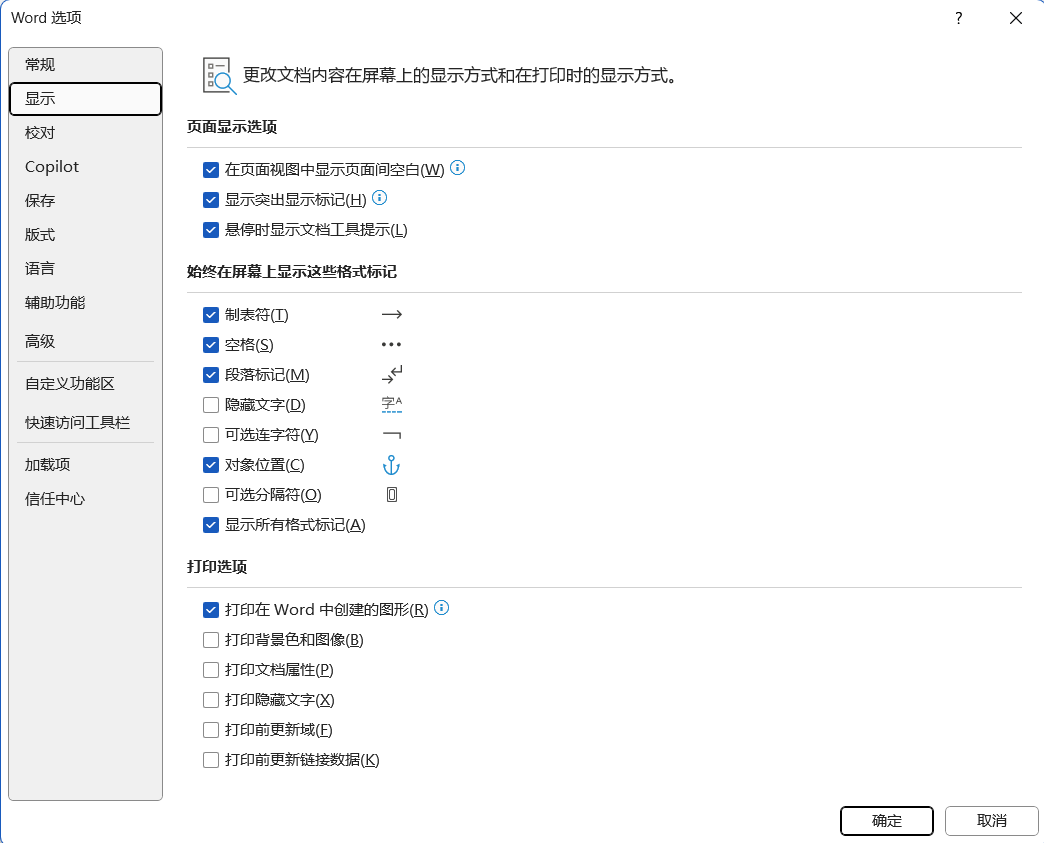 Word 选项
常规
显示
校对
Copilot
保存
版式
语言
辅助功能
高级
自定义功能区
快速访问工具栏
加载项
信任中心
更改文档内容在屏幕上的显示方式和在打印时的显示方式。
页面显示选项
在页面视图中显示页面间空白(W)
显示突出显示标记(H)
悬停时显示文档工具提示(L)
始终在屏幕上显示这些格式标记
制表符(T)
空格(S)
段落标记(M)
隐藏文字(D) 字A
可选连字符(Y)
对象位置(C)
可选分隔符(O)
显示所有格式标记(A)
打印选项
打印在 Word 中创建的图形(R)
打印背景色和图像(B)
打印文档属性(P)
打印隐藏文字(X)
打印前更新域(F)
打印前更新链接数据(K)
确定 取消